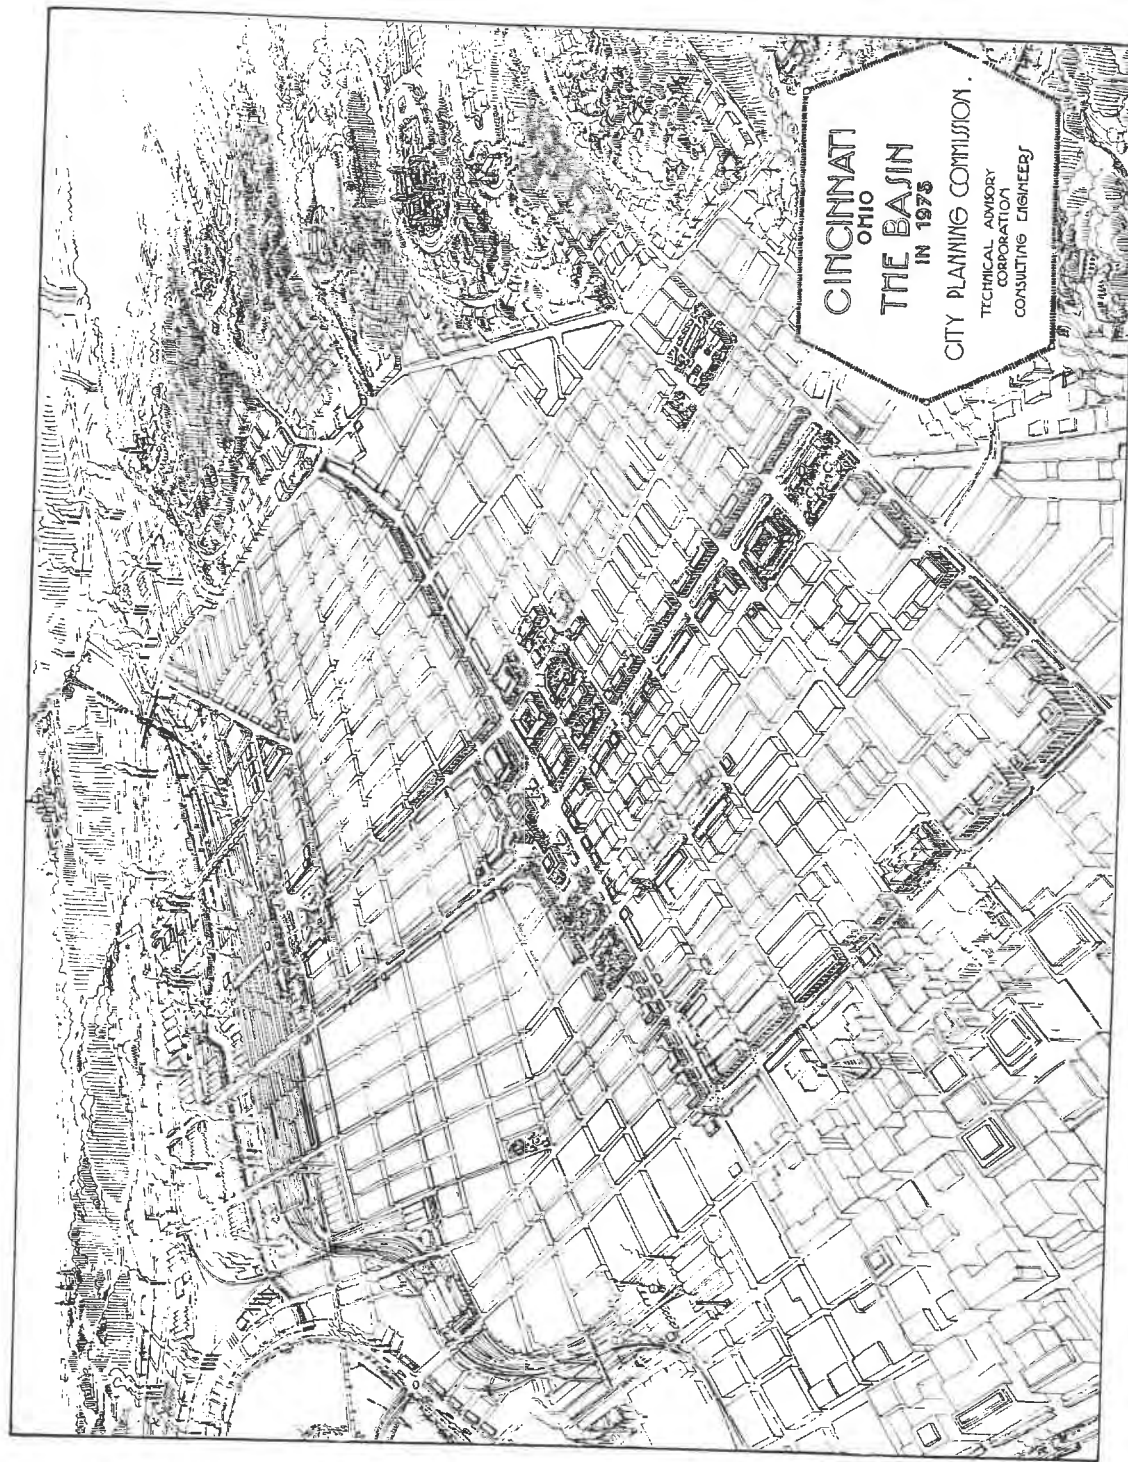 CINCINNATI
OHIO
THE BASIN
IN 1975
CITY PLANNING COMMISSION.
TECHNICAL ADVISORY
CORPORATION
CONSULTING ENGINEERS